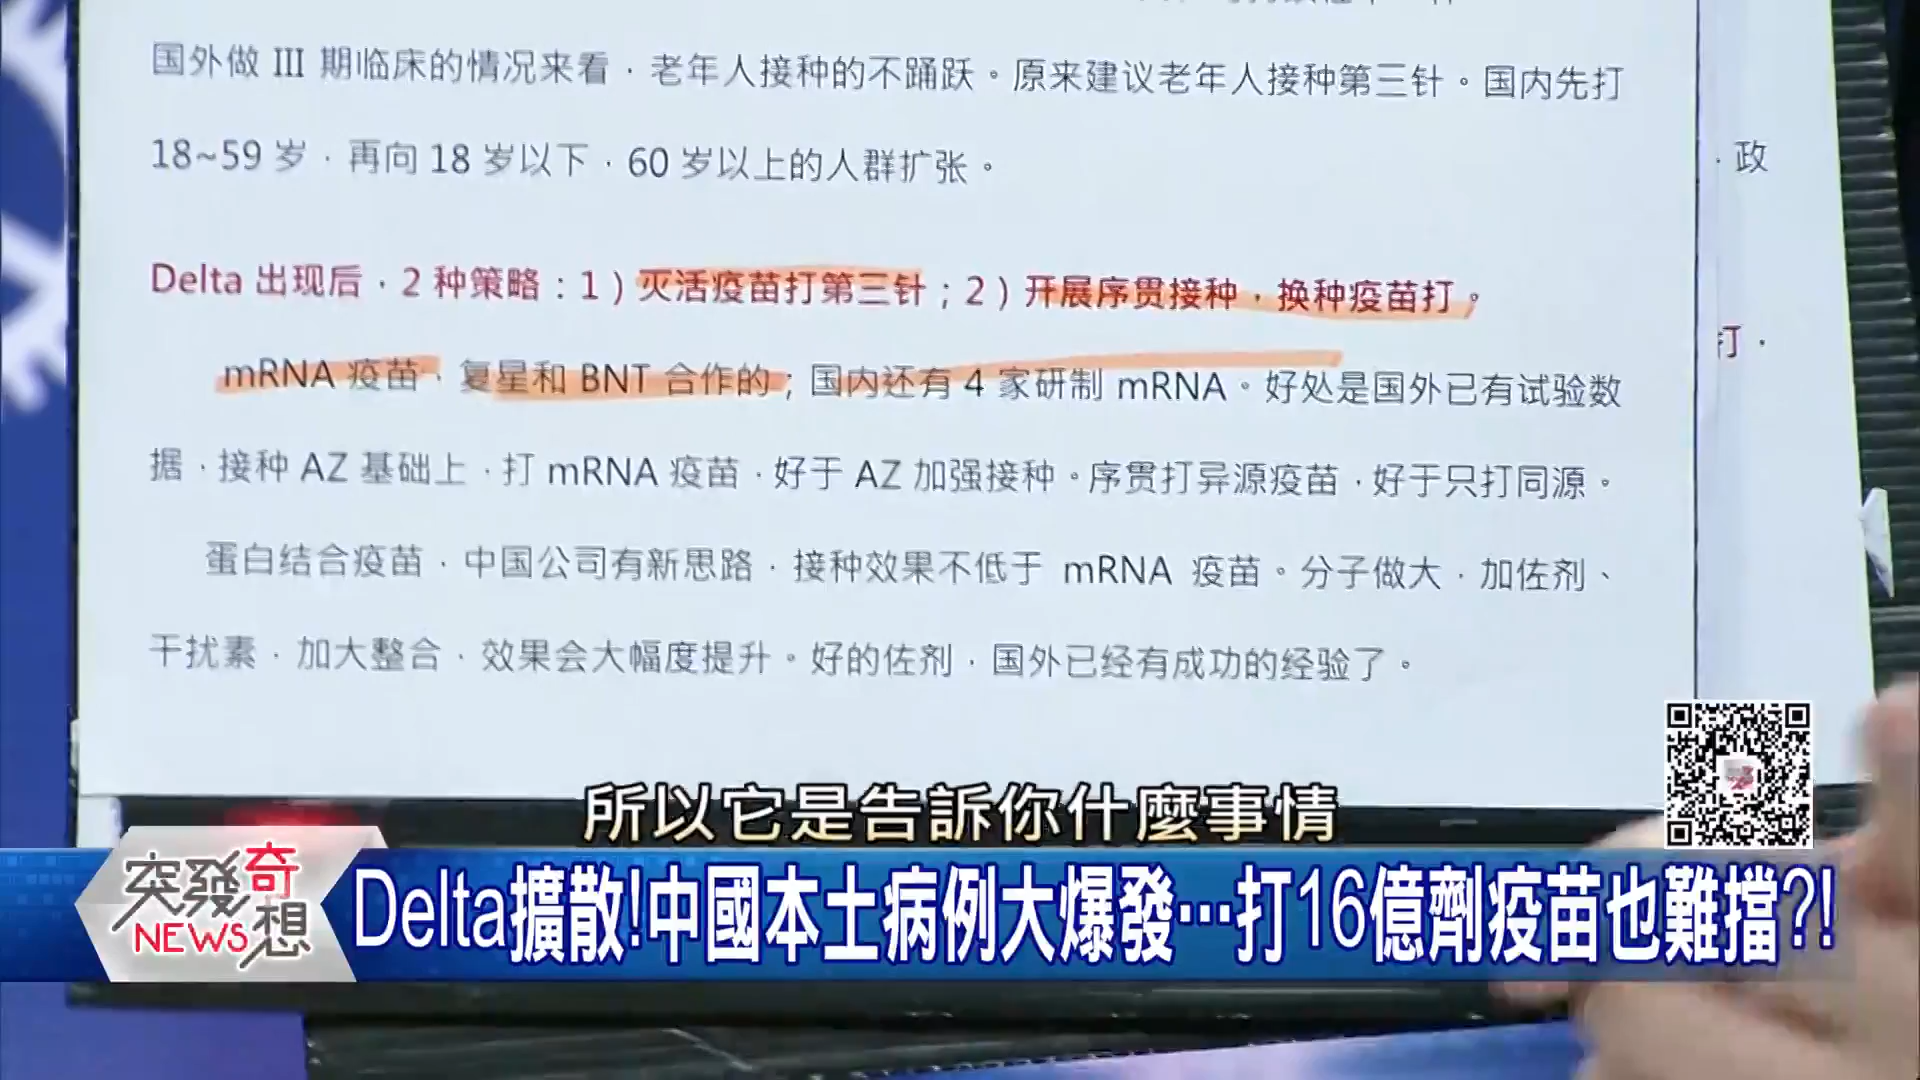 国外做 III 期临床的情况来看，老年人接种的不踊跃。原来建议老年人接种第三针。国内先打
18~59 岁，再向 18 岁以下，60 岁以上的人群扩张。
Delta 出现后，2 种策略：1）灭活疫苗打第三针；2）开展序贯接种，换种疫苗打。
mRNA 疫苗，复星和 BNT 合作的；国内还有 4 家研制 mRNA。好处是国外已有试验数
据，接种 AZ 基础上，打 mRNA 疫苗，好于 AZ 加强接种。序贯打异源疫苗，好于只打同源。
蛋白结合疫苗，中国公司有新思路，接种效果不低于 mRNA 疫苗。分子做大，加佐剂、
干扰素，加大整合，效果会大幅度提升。好的佐剂，国外已经有成功的经验了。
，政
打，
所以它是告訴你什麼事情
突發奇想
NEWS
Delta擴散!中國本土病例大爆發…打16億劑疫苗也難擋?!